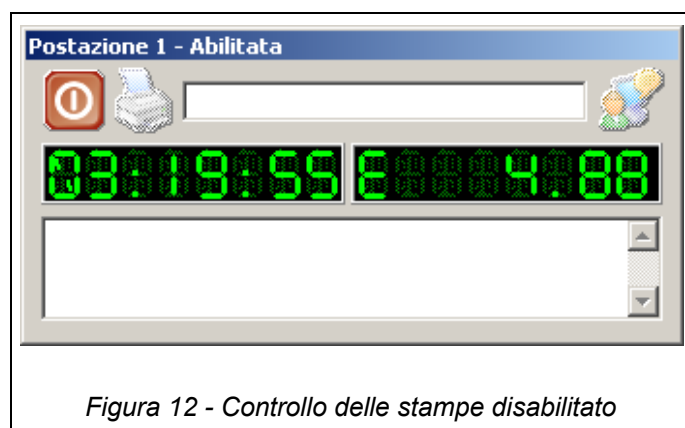 Postazione 1 - Abilitata
03:19:55 E 4.88
Figura 12 - Controllo delle stampe disabilitato